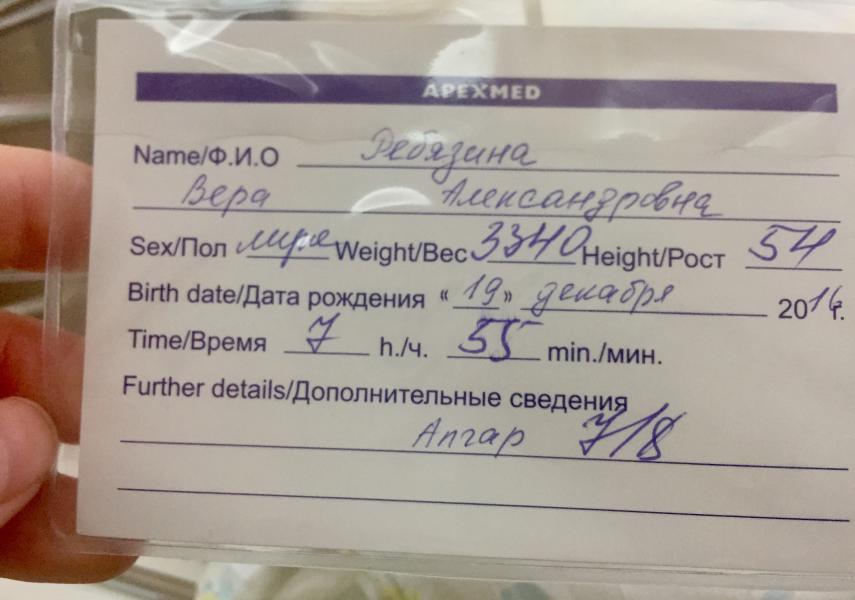 APEXMED
Name/Ф.И.О Ребязина
Вера Александровна
Sex/Пол Weight/Вес 3340 Height/Рост 54
Birth date/Дата рождения « 19 » декабря 2016 г.
Time/Время 7 h./ч. 55 min./мин.
Further details/Дополнительные сведения
Апгар 7/8